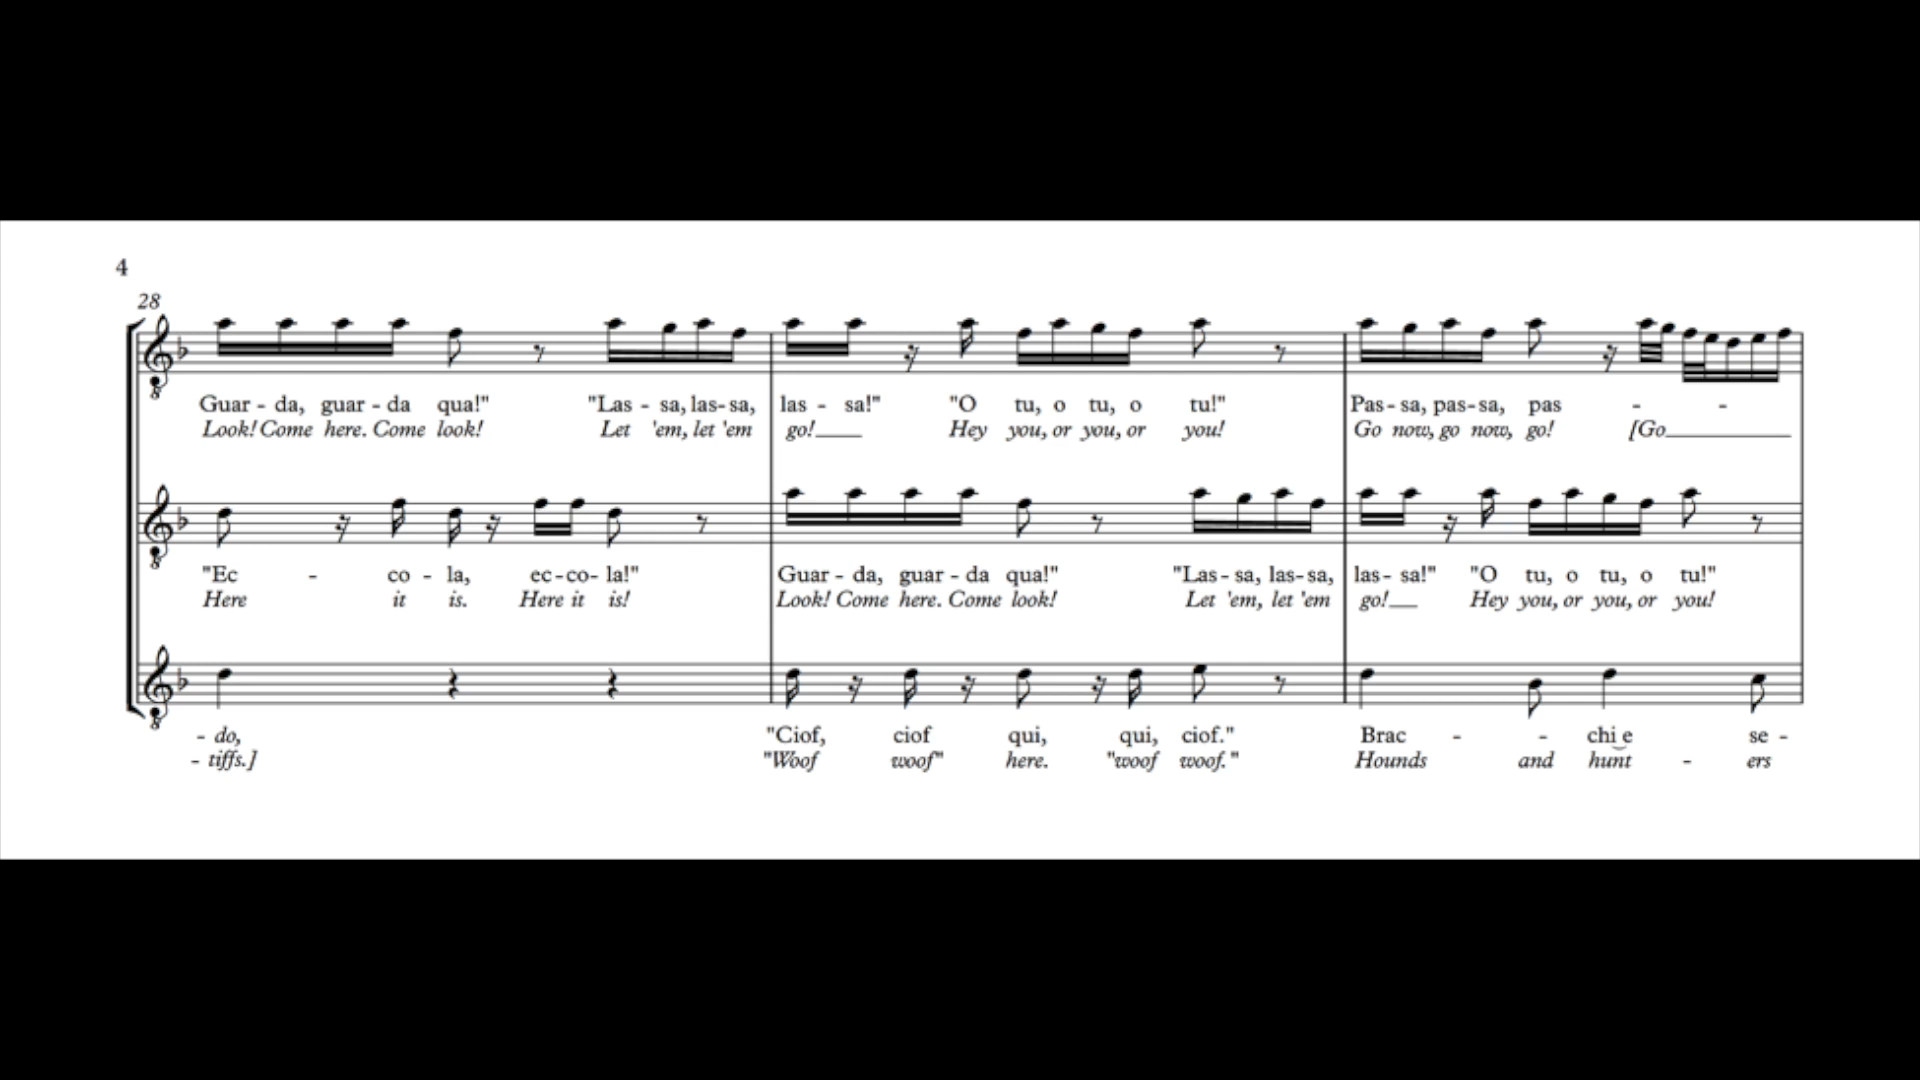 4
28
Guar - da, guar - da qua!" "Las - sa, las - sa, las - sa!" "O tu, o tu, o tu!" Pas - sa, pas - sa, pas - -
Look! Come here. Come look! Let 'em, let 'em go! Hey you, or you, or you! Go now, go now, go! [Go
"Ec - co - la, ec - co - la!" Guar - da, guar - da qua!" "Las - sa, las - sa, las - sa!" "O tu, o tu, o tu!"
Here it is. Here it is! Look! Come here. Come look! Let 'em, let 'em go! Hey you, or you, or you!
- do, "Ciof, ciof qui, qui, ciof." Brac - - chi e se -
- tiffs.] "Woof woof" here. "woof woof." Hounds and hunt - ers